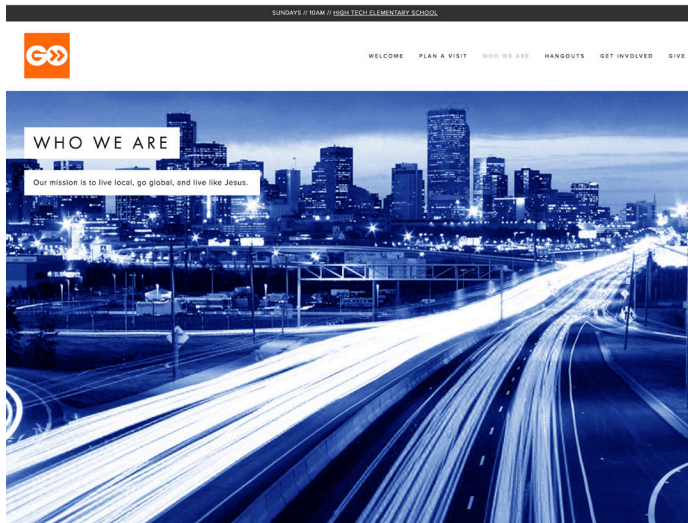 SUNDAYS // 10AM // HIGH TECH ELEMENTARY SCHOOL
GO
WELCOME PLAN A VISIT WHO WE ARE HANGOUTS GET INVOLVED GIVE
WHO WE ARE
Our mission is to live local, go global, and live like Jesus.